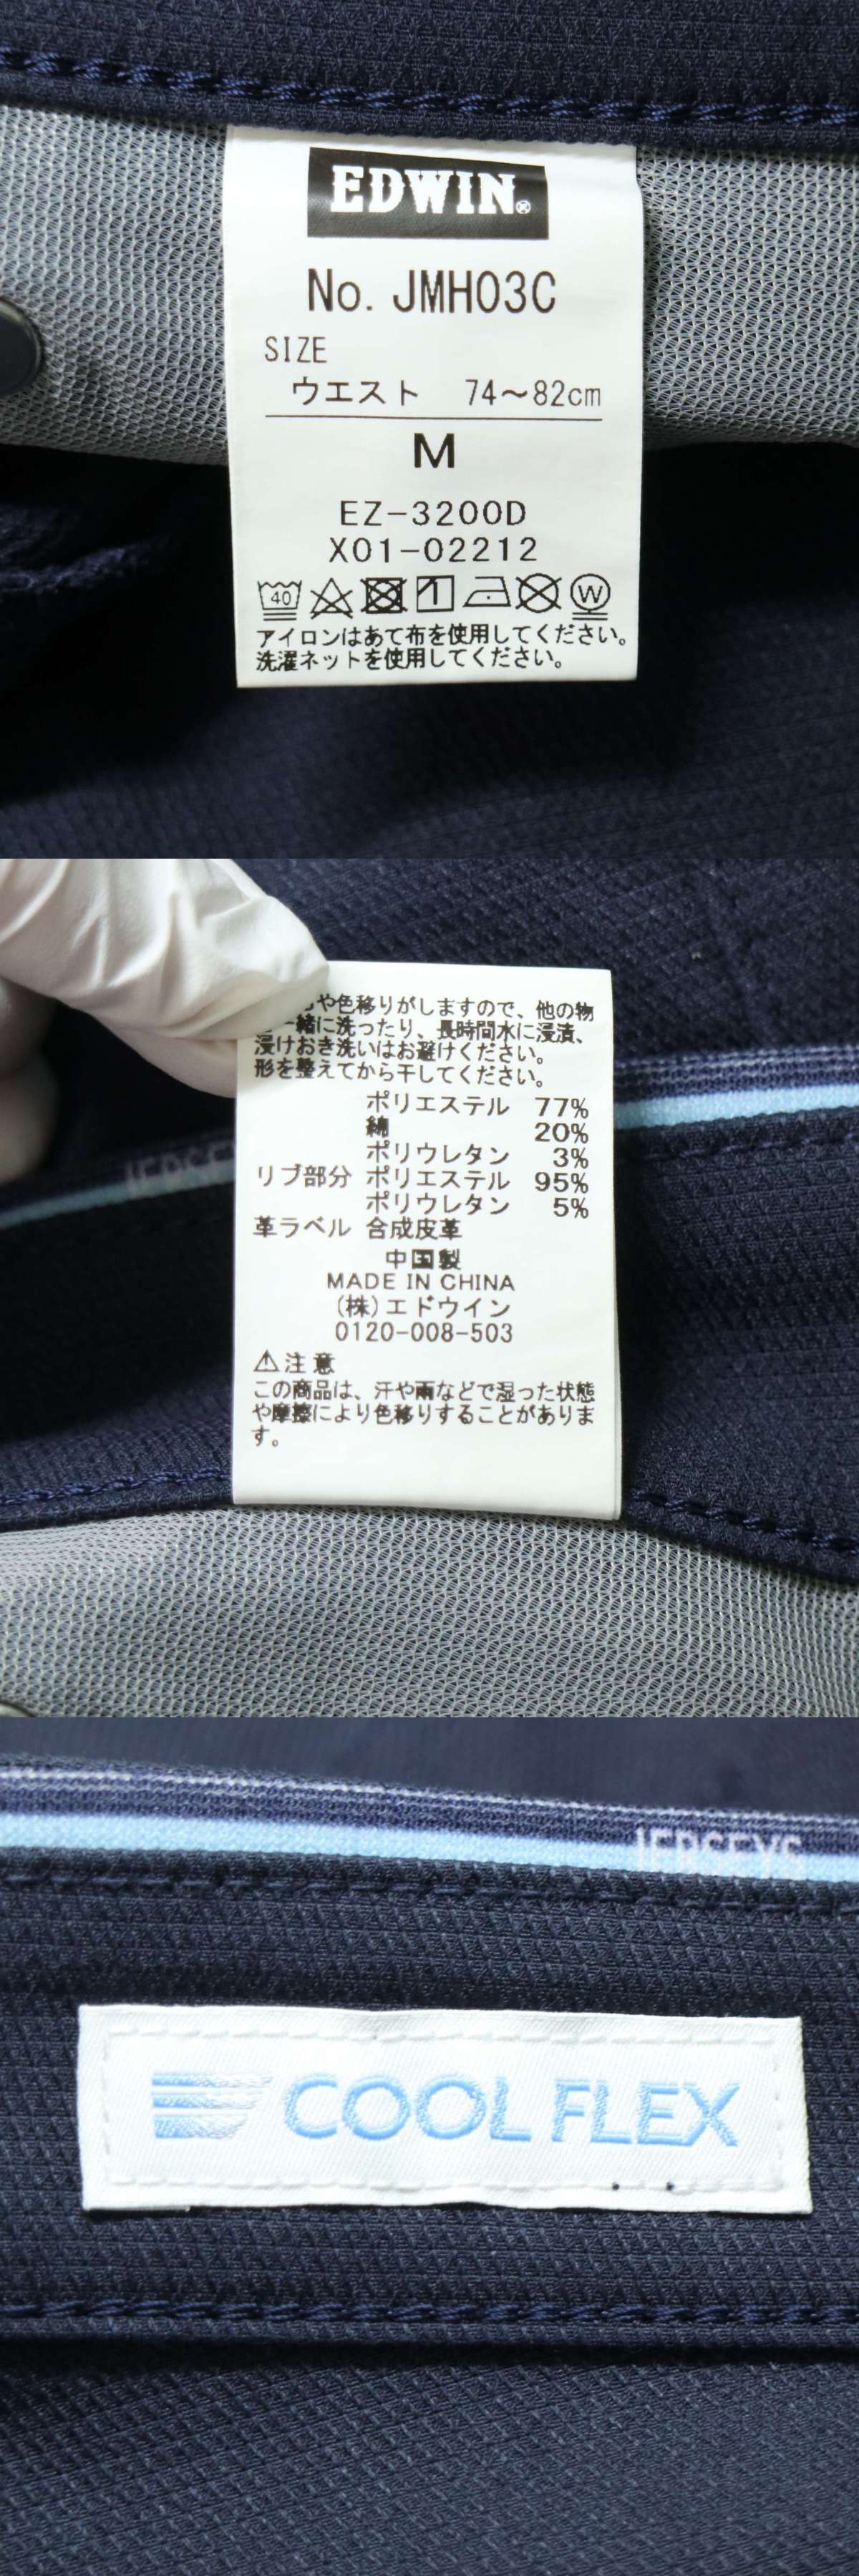 EDWIN®
No. JMH03C
SIZE
ウエスト 74～82cm
M
EZ-3200D
X01-02212
40
W
アイロンはあて布を使用してください。
洗濯ネットを使用してください。
や色移りがしますので、他の物
一緒に洗ったり、長時間水に浸漬、
浸けおき洗いはお避けください。
形を整えてから干してください。
ポリエステル 77%
綿 20%
ポリウレタン 3%
リブ部分 ポリエステル 95%
ポリウレタン 5%
革ラベル 合成皮革
中国製
MADE IN CHINA
(株)エドウイン
0120-008-503
⚠注意
この商品は、汗や雨などで湿った状態
や摩擦により色移りすることがありま
す。
JERSEYS
COOL FLEX